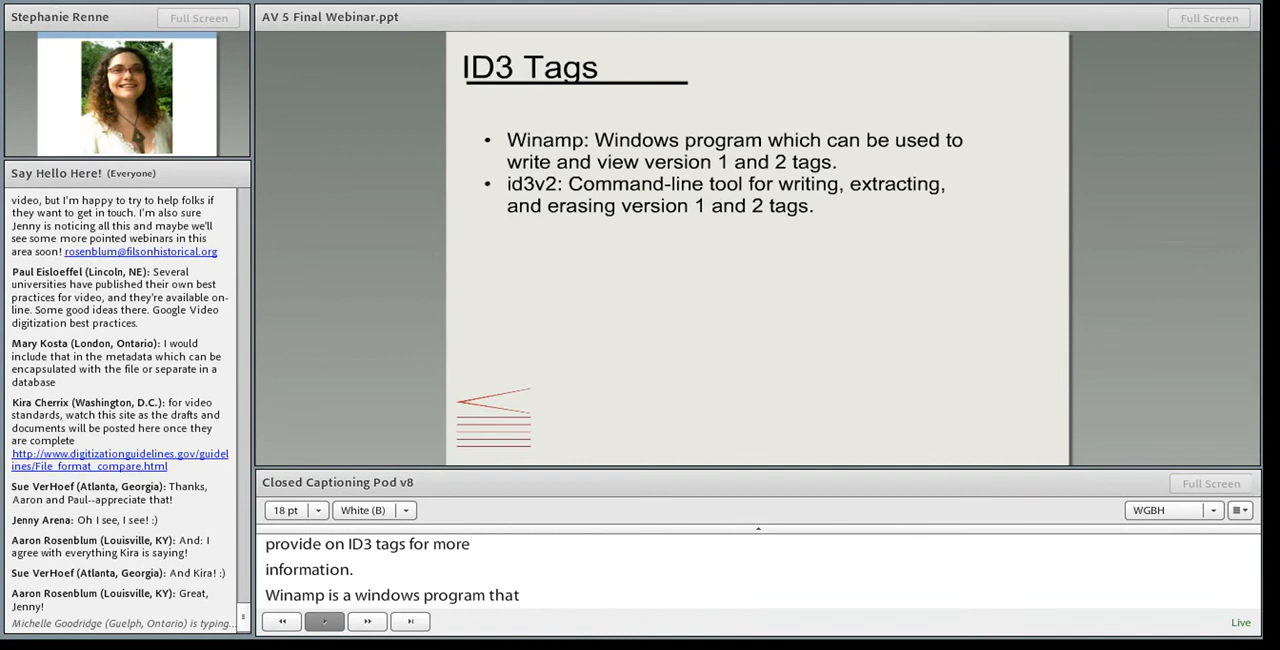 Stephanie Renne
Full Screen
Say Hello Here! (Everyone)
video, but I'm happy to try to help folks if
they want to get in touch. I'm also sure
Jenny is noticing all this and maybe we'll
see some more pointed webinars in this
area soon! rosenblum@filsonhistorical.org
Paul Eisloeffel (Lincoln, NE): Several
universities have published their own best
practices for video, and they're available on-
line. Some good ideas there. Google Video
digitization best practices.
Mary Kosta (London, Ontario): I would
include that in the metadata which can be
encapsulated with the file or separate in a
database
Kira Cherrix (Washington, D.C.): for video
standards, watch this site as the drafts and
documents will be posted here once they
are complete
http://www.digitizationguidelines.gov/guidel
ines/File_format_compare.html
Sue VerHoef (Atlanta, Georgia): Thanks,
Aaron and Paul--appreciate that!
Jenny Arena: Oh I see, I see! :)
Aaron Rosenblum (Louisville, KY): And: I
agree with everything Kira is saying!
Sue VerHoef (Atlanta, Georgia): And Kira! :)
Aaron Rosenblum (Louisville, KY): Great,
Jenny!
Michelle Goodridge (Guelph, Ontario) is typing...
AV 5 Final Webinar.ppt
Full Screen
ID3 Tags
• Winamp: Windows program which can be used to
write and view version 1 and 2 tags.
• id3v2: Command-line tool for writing, extracting,
and erasing version 1 and 2 tags.
Closed Captioning Pod v8
Full Screen
18 pt
White (B)
WGBH
provide on ID3 tags for more
information.
Winamp is a windows program that
Live